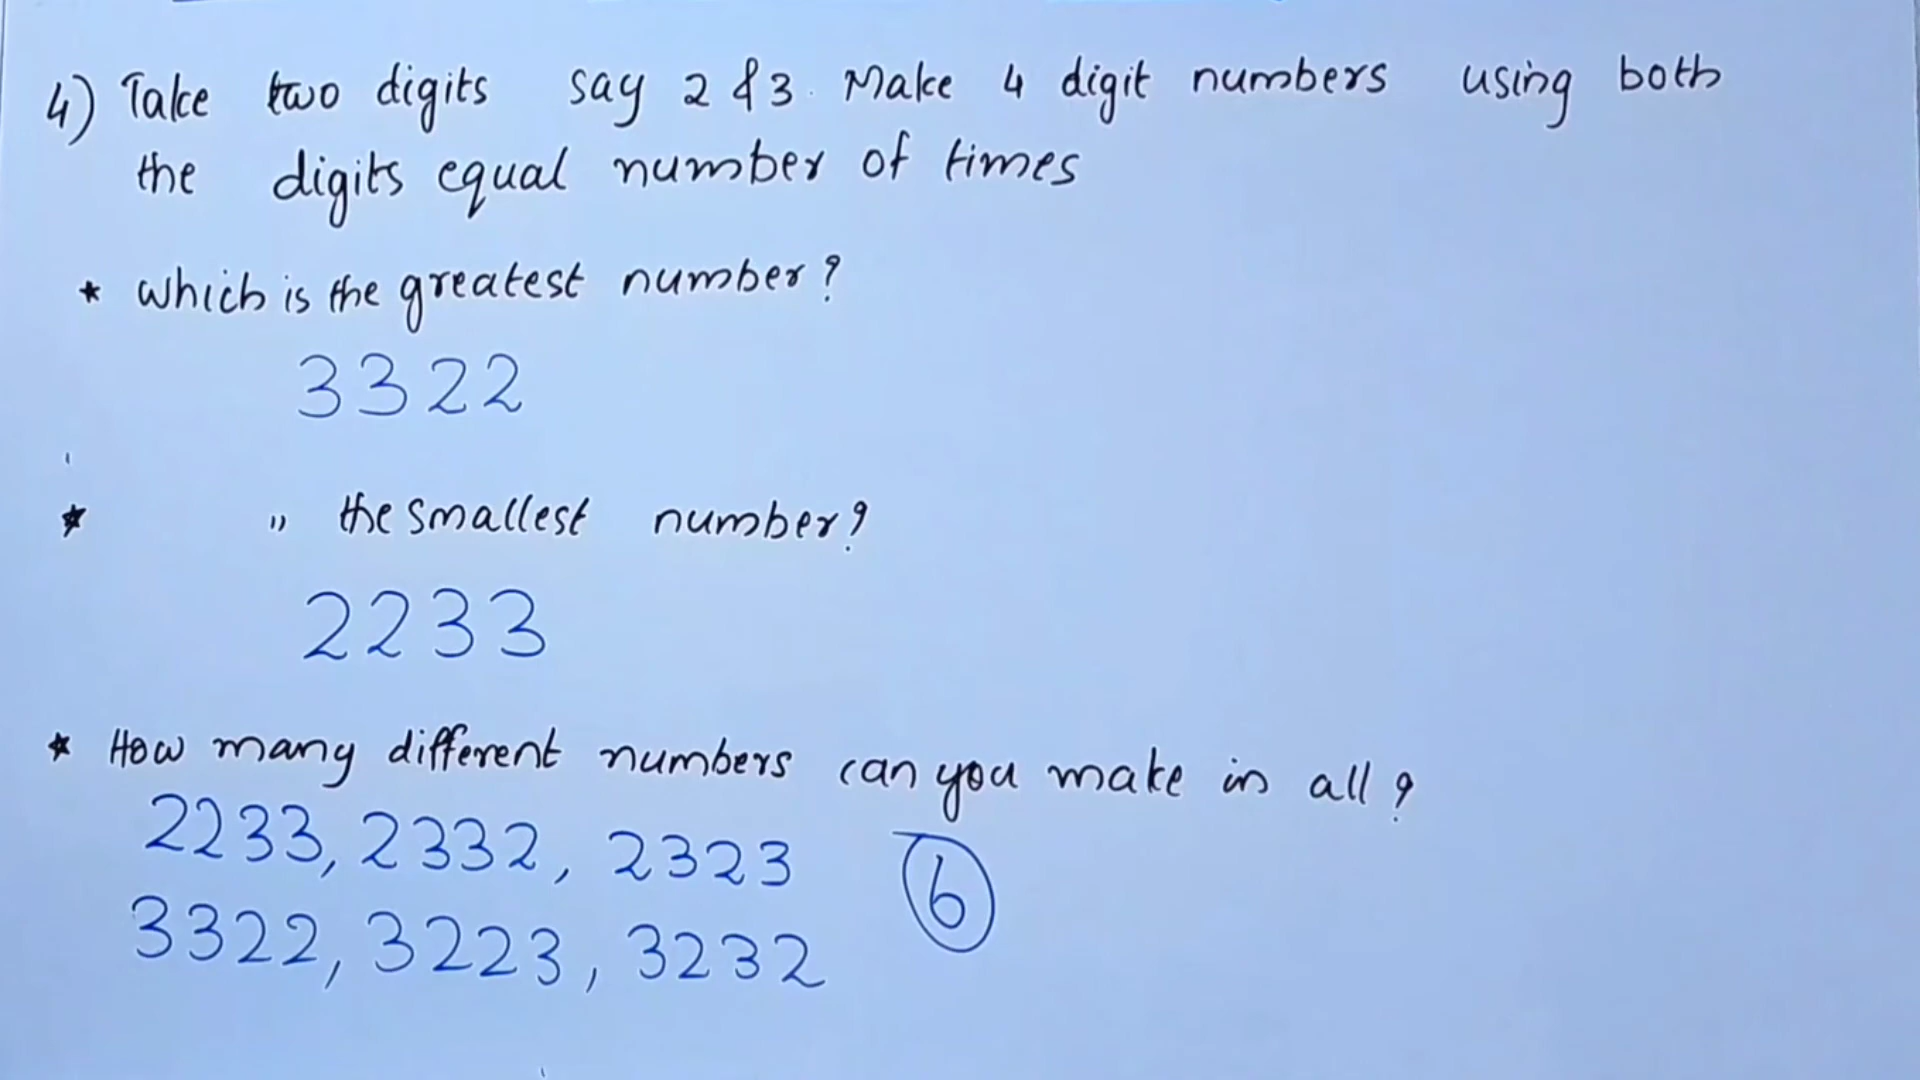 4) Take two digits say 2 & 3. Make 4 digit numbers using both
the digits equal number of times
* which is the greatest number?
3322
* " the smallest number?
2233
* How many different numbers can you make in all?
2233, 2332, 2323
6
3322, 3223, 3232